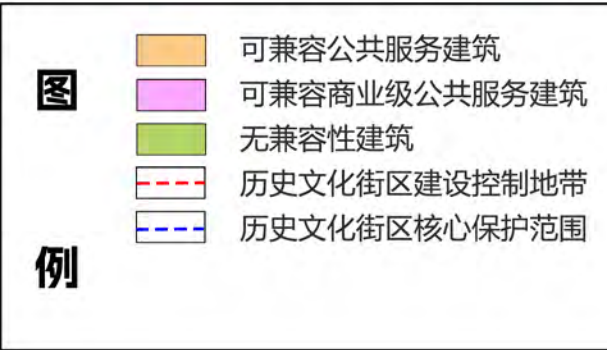 图例
可兼容公共服务建筑
可兼容商业级公共服务建筑
无兼容性建筑
历史文化街区建设控制地带
历史文化街区核心保护范围